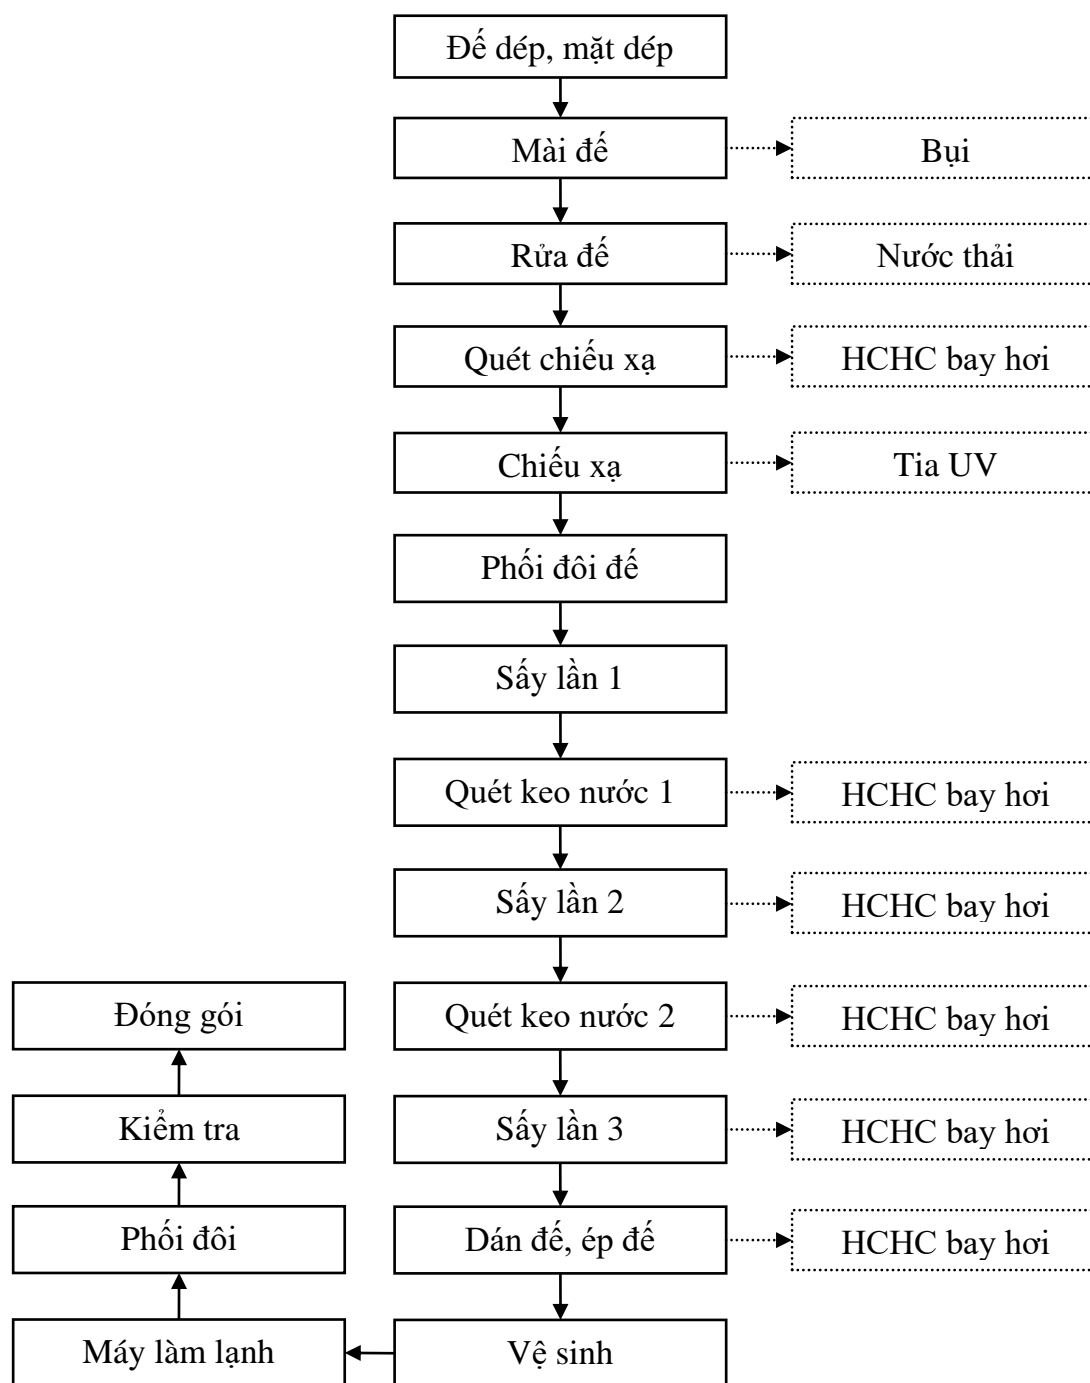 Đế dép, mặt dép
Mài đế
Bụi
Rửa đế
Nước thải
Quét chiếu xạ
HCHC bay hơi
Chiếu xạ
Tia UV
Phối đôi đế
Sấy lần 1
Quét keo nước 1
HCHC bay hơi
Sấy lần 2
HCHC bay hơi
Quét keo nước 2
HCHC bay hơi
Sấy lần 3
HCHC bay hơi
Dán đế, ép đế
HCHC bay hơi
Vệ sinh
Máy làm lạnh
Phối đôi
Kiểm tra
Đóng gói